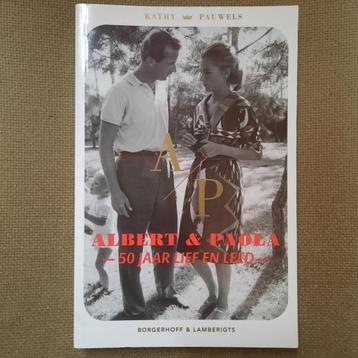 KATHY PAUWELS
A
P
ALBERT & PAOLA
— 50 JAAR LIEF EN LEED —
BORGERHOFF & LAMBERIGTS